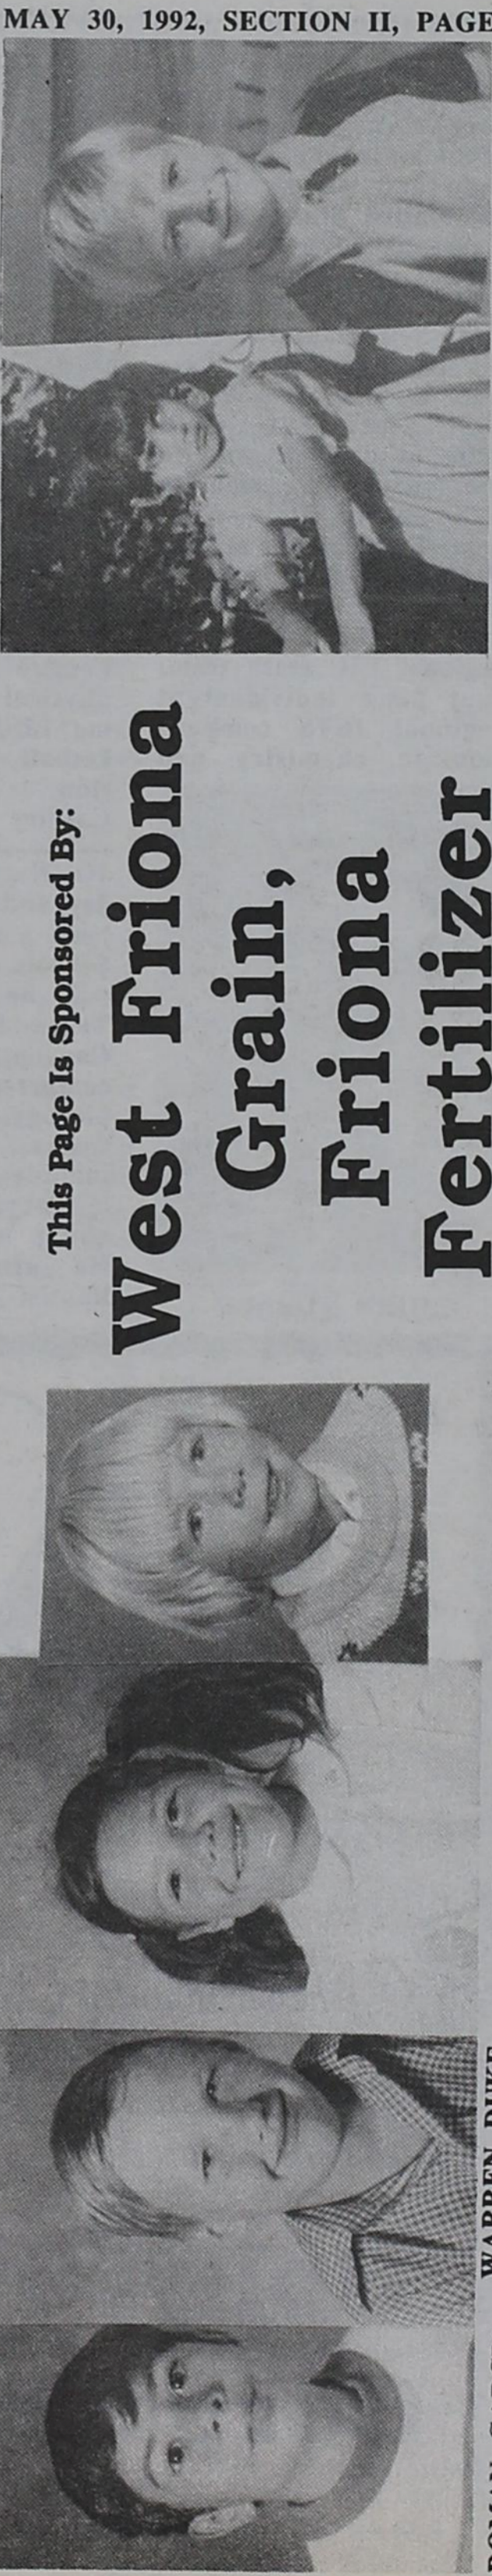 MAY 30, 1992, SECTION II, PAGE
This Page Is Sponsored By:
West Friona
Grain,
Friona
Fertilizer
WARREN DUKE